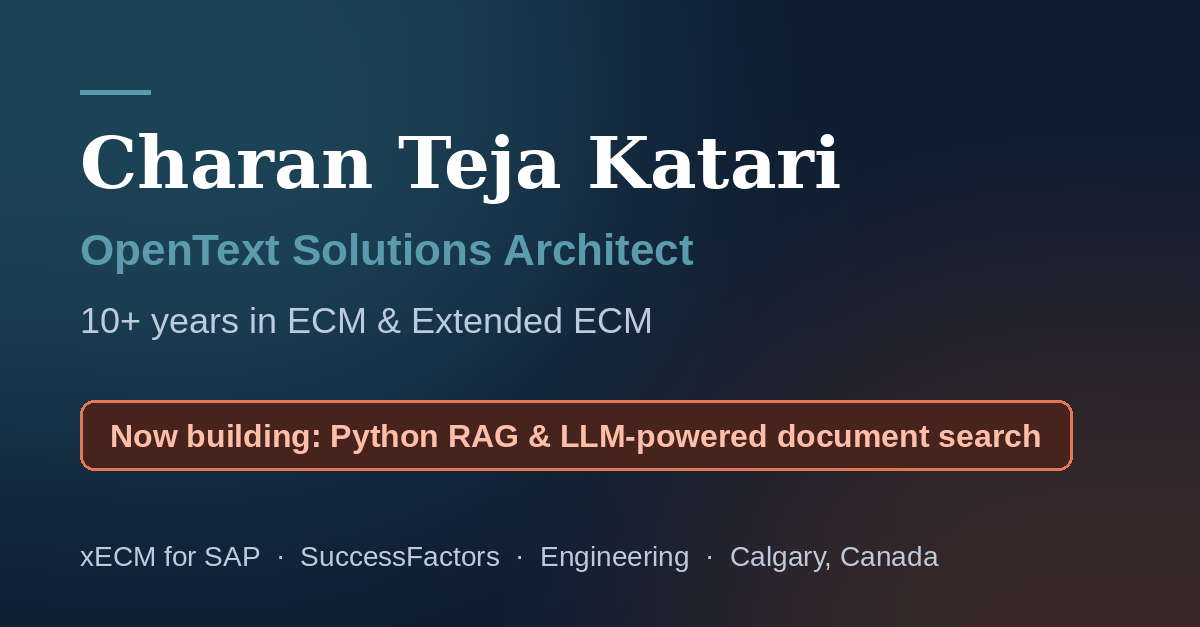 Charan Teja Katari
OpenText Solutions Architect
10+ years in ECM & Extended ECM
Now building: Python RAG & LLM-powered document search
xECM for SAP · SuccessFactors · Engineering · Calgary, Canada